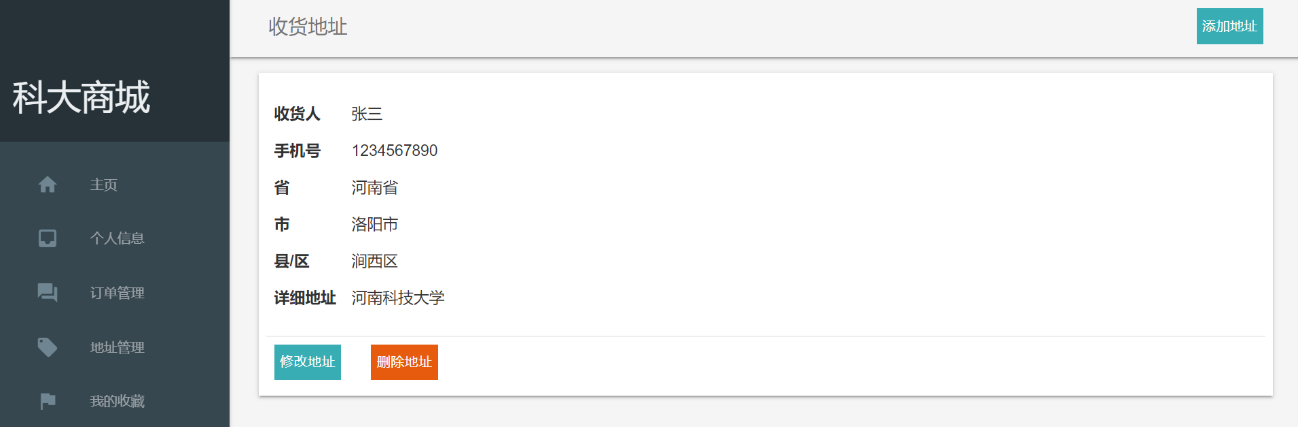 科大商城
主页
个人信息
订单管理
地址管理
我的收藏
收货地址
添加地址
收货人 张三
手机号 1234567890
省 河南省
市 洛阳市
县/区 涧西区
详细地址 河南科技大学
修改地址 删除地址